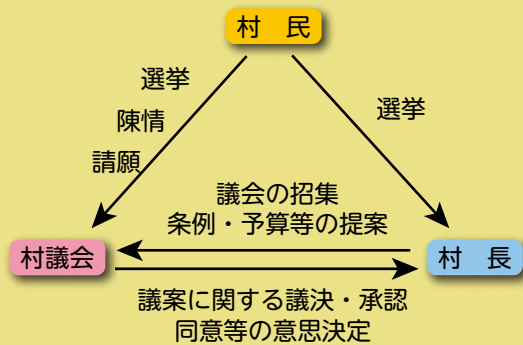 村　民
選挙
陳情
請願
選挙
議会の招集
条例・予算等の提案
村議会
村　長
議案に関する議決・承認
同意等の意思決定